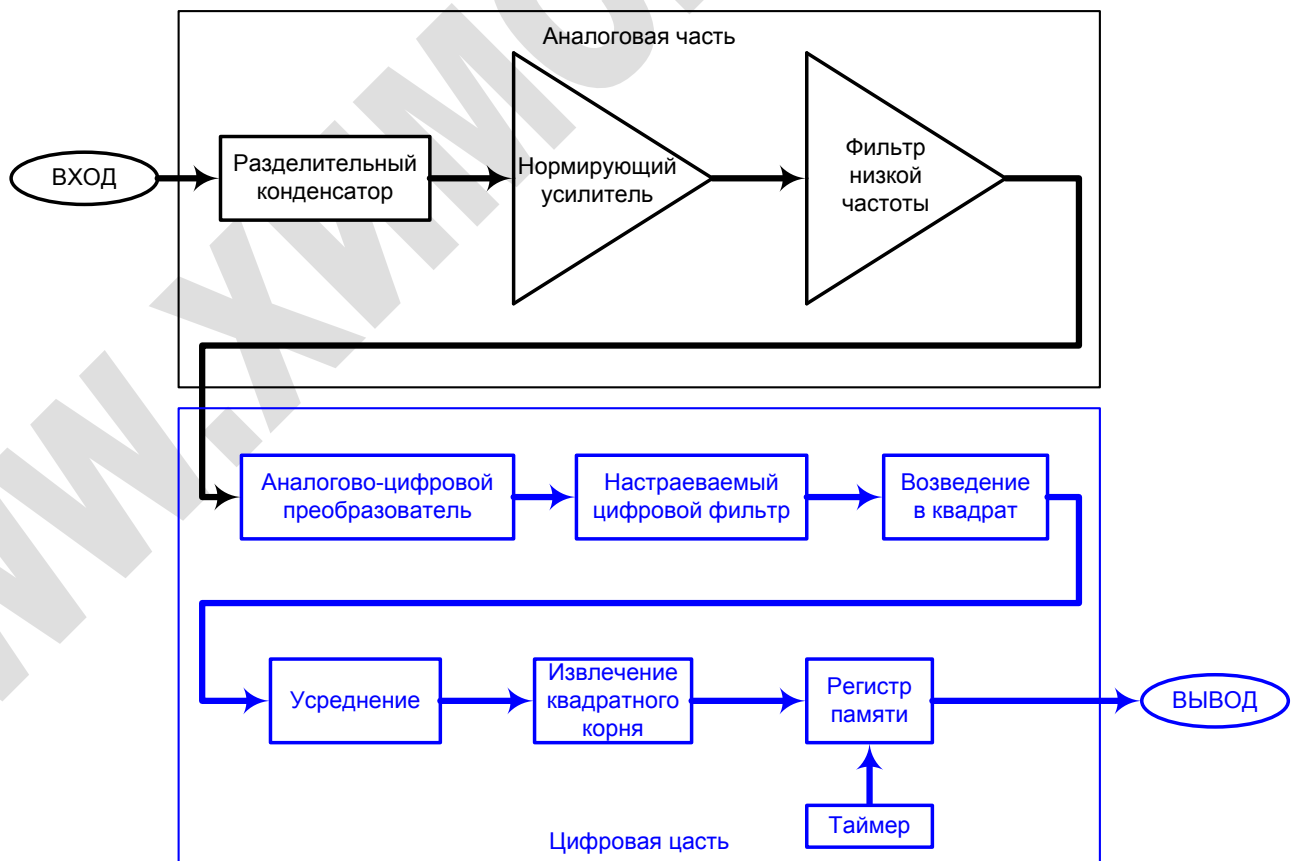 Аналоговая часть
ВХОД
Разделительный
конденсатор
Нормирующий
усилитель
Фильтр
низкой
частоты
Аналогово-цифровой
преобразователь
Настраеваемый
цифровой фильтр
Возведение
в квадрат
Усреднение
Извлечение
квадратного
корня
Регистр
памяти
ВЫВОД
Таймер
Цифровая цасть